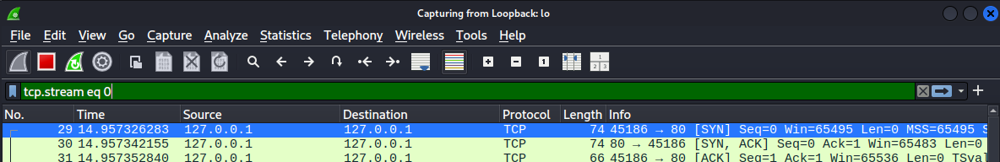 Capturing from Loopback: lo
File Edit View Go Capture Analyze Statistics Telephony Wireless Tools Help
tcp.stream eq 0
No. Time Source Destination Protocol Length Info
29 14.957326283 127.0.0.1 127.0.0.1 TCP 74 45186 → 80 [SYN] Seq=0 Win=65495 Len=0 MSS=65495 S
30 14.957342155 127.0.0.1 127.0.0.1 TCP 74 80 → 45186 [SYN, ACK] Seq=0 Ack=1 Win=65483 Len=0
31 14.957352840 127.0.0.1 127.0.0.1 TCP 66 45186 → 80 [ACK] Seq=1 Ack=1 Win=65536 Len=0 TSval